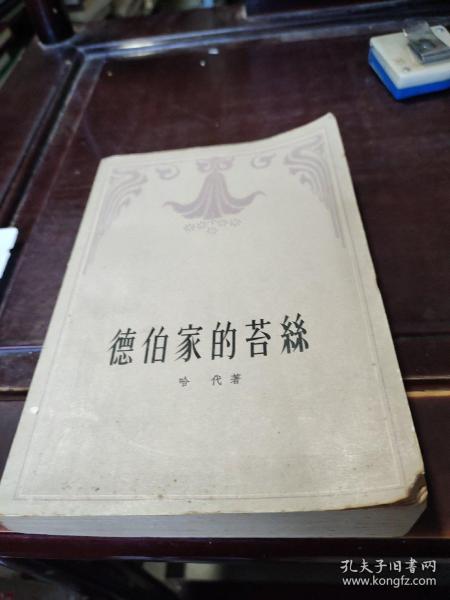 德伯家的苔絲
哈 代 著
孔夫子旧书网
www.kongfz.com